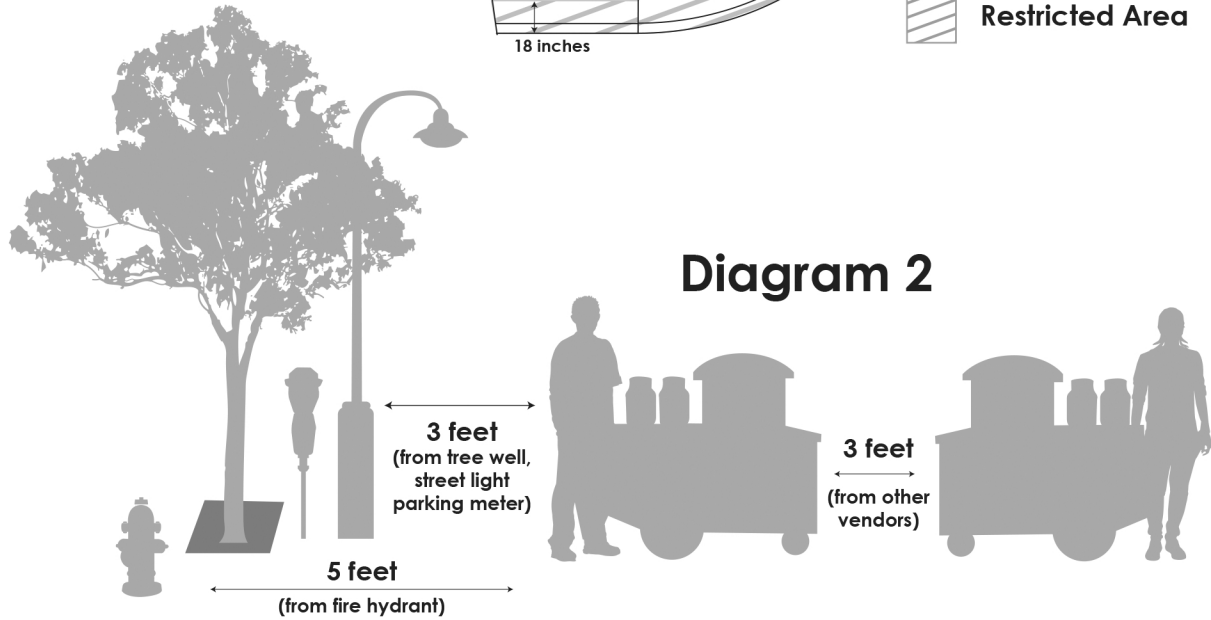 Restricted Area
18 inches
Diagram 2
3 feet
(from tree well,
street light
parking meter)
3 feet
(from other
vendors)
5 feet
(from fire hydrant)